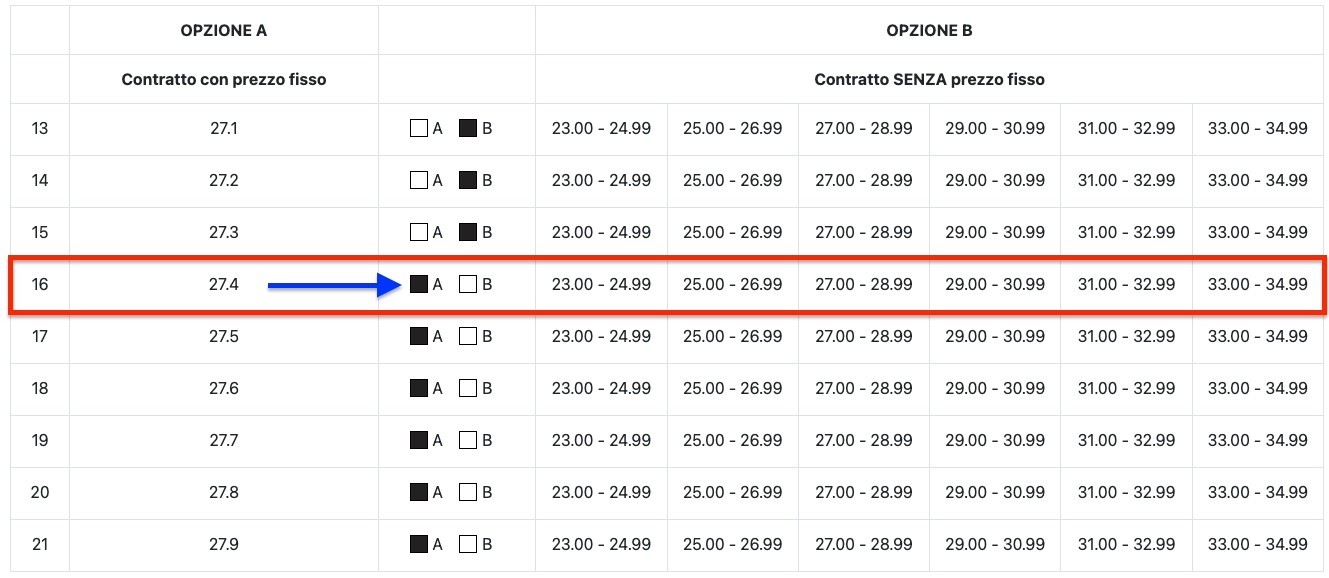 OPZIONE A OPZIONE B
Contratto con prezzo fisso Contratto SENZA prezzo fisso
13 27.1 A B 23.00 - 24.99 25.00 - 26.99 27.00 - 28.99 29.00 - 30.99 31.00 - 32.99 33.00 - 34.99
14 27.2 A B 23.00 - 24.99 25.00 - 26.99 27.00 - 28.99 29.00 - 30.99 31.00 - 32.99 33.00 - 34.99
15 27.3 A B 23.00 - 24.99 25.00 - 26.99 27.00 - 28.99 29.00 - 30.99 31.00 - 32.99 33.00 - 34.99
16 27.4 A B 23.00 - 24.99 25.00 - 26.99 27.00 - 28.99 29.00 - 30.99 31.00 - 32.99 33.00 - 34.99
17 27.5 A B 23.00 - 24.99 25.00 - 26.99 27.00 - 28.99 29.00 - 30.99 31.00 - 32.99 33.00 - 34.99
18 27.6 A B 23.00 - 24.99 25.00 - 26.99 27.00 - 28.99 29.00 - 30.99 31.00 - 32.99 33.00 - 34.99
19 27.7 A B 23.00 - 24.99 25.00 - 26.99 27.00 - 28.99 29.00 - 30.99 31.00 - 32.99 33.00 - 34.99
20 27.8 A B 23.00 - 24.99 25.00 - 26.99 27.00 - 28.99 29.00 - 30.99 31.00 - 32.99 33.00 - 34.99
21 27.9 A B 23.00 - 24.99 25.00 - 26.99 27.00 - 28.99 29.00 - 30.99 31.00 - 32.99 33.00 - 34.99